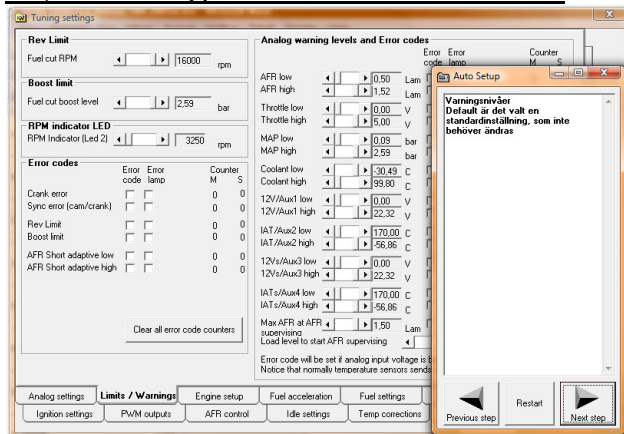 Tuning settings
Rev Limit
Fuel cut RPM 16000 rpm
Boost limit
Fuel cut boost level 2,59 bar
RPM indicator LED
RPM Indicator (Led 2) 3250 rpm
Error codes
Error code Error lamp Counter M S
Crank error 0 0
Sync error (cam/crank) 0 0
Rev Limit 0 0
Boost limit 0 0
AFR Short adaptive low 0 0
AFR Short adaptive high 0 0
Clear all error code counters
Analog warning levels and Error codes
Error code Error lamp Counter M S
AFR low 0,50 Lam
AFR high 1,52 Lam
Throttle low 0,00 V
Throttle high 5,00 V
MAP low 0,09 bar
MAP high 2,59 bar
Coolant low -30,49 C
Coolant high 99,80 C
12V/Aux1 low 0,00 V
12V/Aux1 high 22,32 V
IAT/Aux2 low 170,00 C
IAT/Aux2 high -56,86 C
12Vs/Aux3 low 0,00 V
12Vs/Aux3 high 22,32 V
IATs/Aux4 low 170,00 C
IATs/Aux4 high -56,86 C
Max AFR at AFR supervising 1,50 Lam
Load level to start AFR supervising
Error code will be set if analog input voltage is
Notice that normally temperature sensors sends
Auto Setup
Varningsnivåer
Default är det valt en
standardinställning, som inte
behöver ändras
Previous step
Restart
Next step
Analog settings
Limits / Warnings
Engine setup
Fuel acceleration
Fuel settings
Ignition settings
PWM outputs
AFR control
Idle settings
Temp corrections